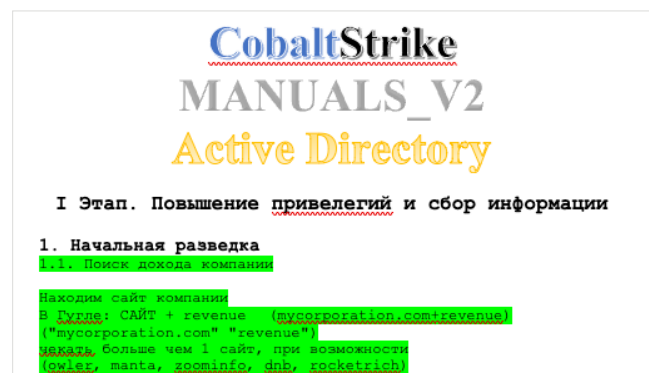 CobaltStrike
MANUALS_V2
Active Directory
I Этап. Повышение привелегий и сбор информации
1. Начальная разведка
1.1. Поиск дохода компании
Находим сайт компании
В Гугле: САЙТ + revenue (mycorporation.com+revenue)
("mycorporation.com" "revenue")
чекать больше чем 1 сайт, при возможности
(owler, manta, zoominfo, dnb, rocketrich)